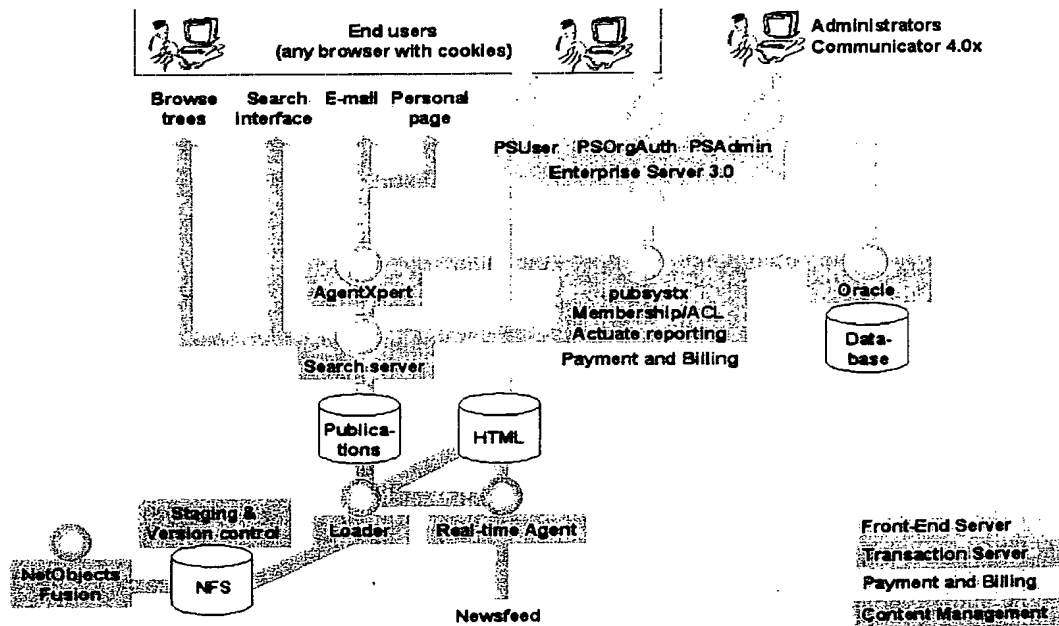 End users
(any browser with cookies)
Administrators
Communicator 4.0x
Browse
trees
Search
interface
E-mail
Personal
page
PSUser PSOrgAuth PSAdmin
Enterprise Server 3.0
AgentXpert
pubsystx
Membership/ACL
Actuate reporting
Payment and Billing
Oracle
Data-
base
Search server
Publica-
tions
HTML
Staging &
Version control
Loader
Real-time Agent
NetObjects
Fusion
NFS
Newsfeed
Front-End Server
Transaction Server
Payment and Billing
Content Management